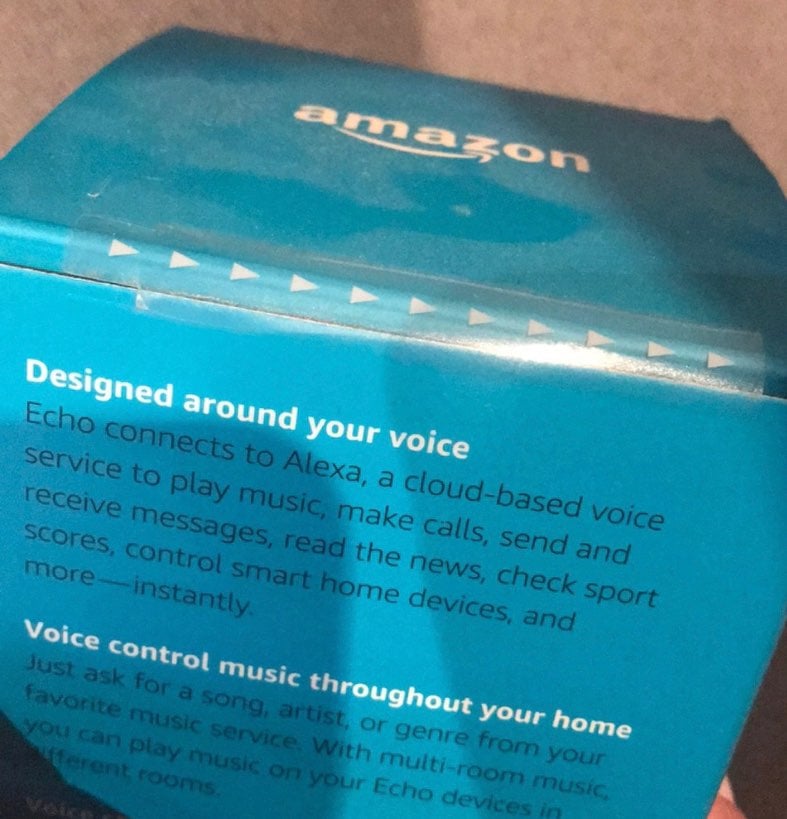 amazon
Designed around your voice
Echo connects to Alexa, a cloud-based voice
service to play music, make calls, send and
receive messages, read the news, check sport
scores, control smart home devices, and
more—instantly.
Voice control music throughout your home
Just ask for a song, artist, or genre from your
favorite music service. With multi-room music,
you can play music on your Echo devices in
different rooms.
Voice